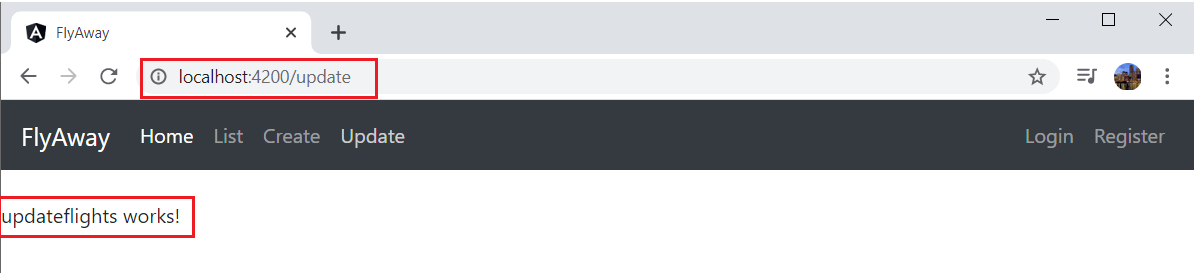 FlyAway
localhost:4200/update
FlyAway Home List Create Update Login Register
updateflights works!